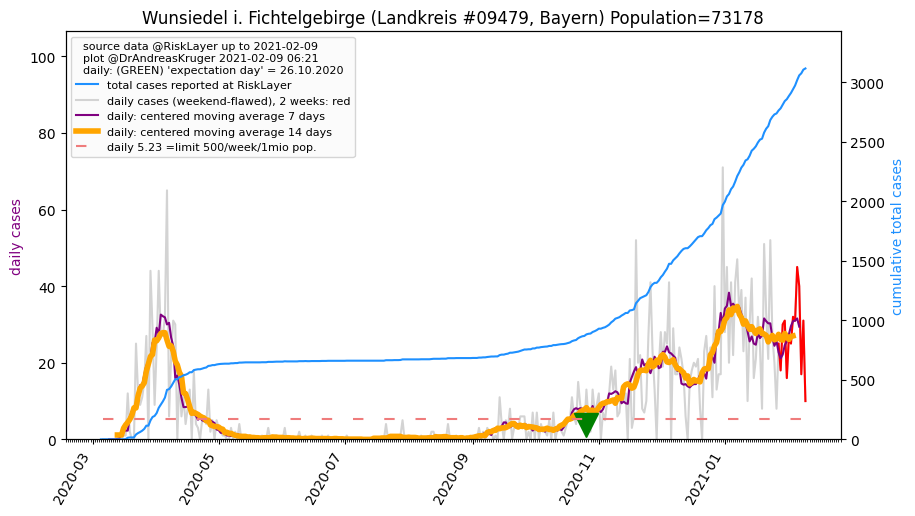 Wunsiedel i. Fichtelgebirge (Landkreis #09479, Bayern) Population=73178
source data @RiskLayer up to 2021-02-09
plot @DrAndreasKruger 2021-02-09 06:21
daily: (GREEN) 'expectation day' = 26.10.2020
total cases reported at RiskLayer
daily cases (weekend-flawed), 2 weeks: red
daily: centered moving average 7 days
daily: centered moving average 14 days
daily 5.23 =limit 500/week/1mio pop.
daily cases
100
80
60
40
20
0
cumulative total cases
3000
2500
2000
1500
1000
500
0
2020-03
2020-05
2020-07
2020-09
2020-11
2021-01